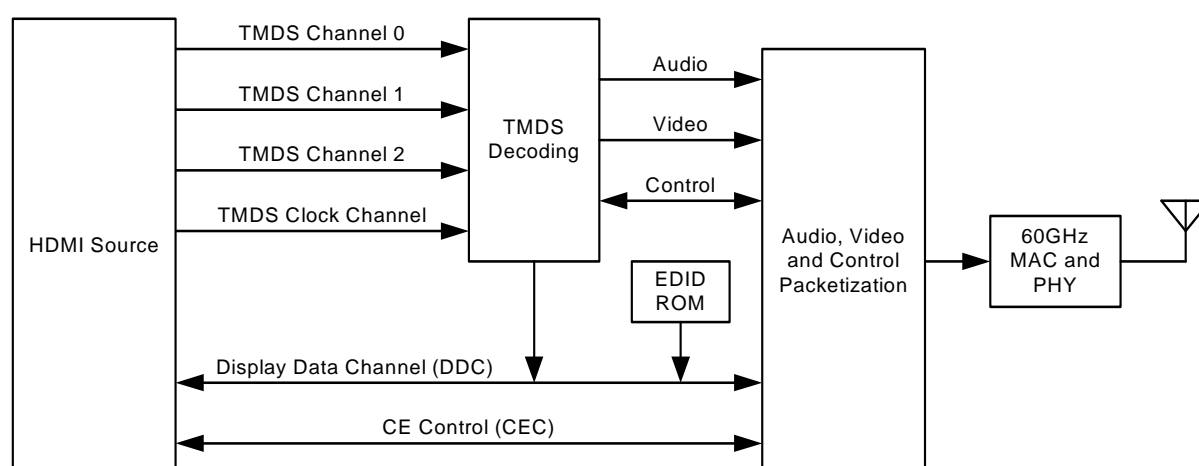 TMDS Channel 0
TMDS Channel 1
TMDS Channel 2
TMDS Clock Channel
HDMI Source
TMDS
Decoding
Audio
Video
Control
EDID
ROM
Audio, Video
and Control
Packetization
60GHz
MAC and
PHY
Display Data Channel (DDC)
CE Control (CEC)